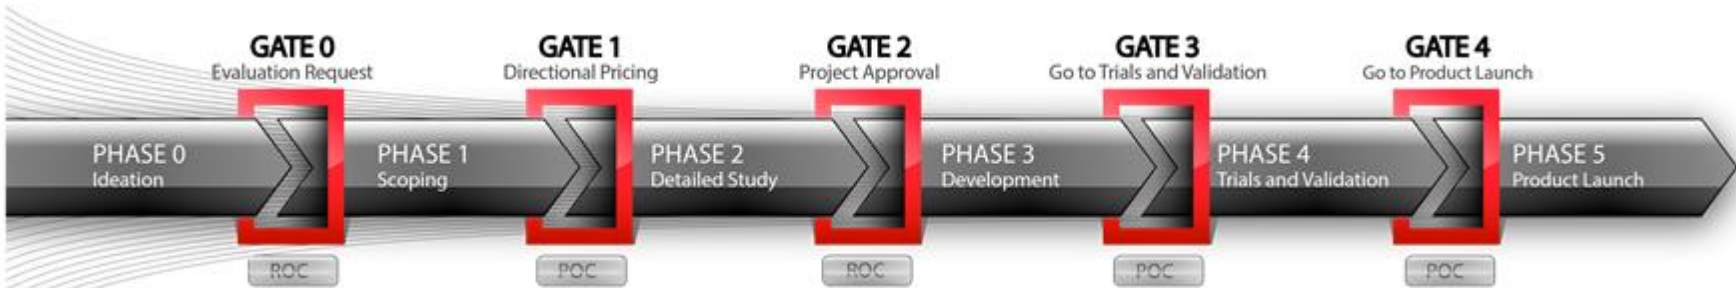 GATE 0
Evaluation Request
GATE 1
Directional Pricing
GATE 2
Project Approval
GATE 3
Go to Trials and Validation
GATE 4
Go to Product Launch
PHASE 0
Ideation
PHASE 1
Scoping
PHASE 2
Detailed Study
PHASE 3
Development
PHASE 4
Trials and Validation
PHASE 5
Product Launch
ROC
POC
ROC
POC
POC